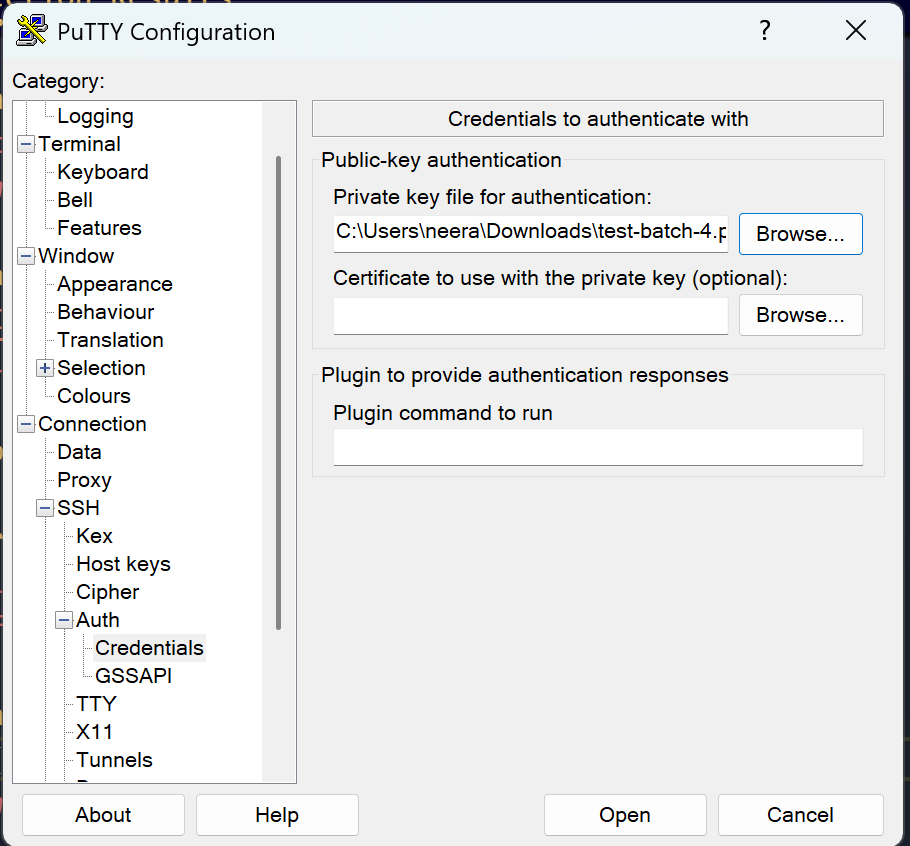 PuTTY Configuration
?
Category:
Logging
Terminal
Keyboard
Bell
Features
Window
Appearance
Behaviour
Translation
Selection
Colours
Connection
Data
Proxy
SSH
Kex
Host keys
Cipher
Auth
Credentials
GSSAPI
TTY
X11
Tunnels
Credentials to authenticate with
Public-key authentication
Private key file for authentication:
C:\Users\neera\Downloads\test-batch-4.p
Browse...
Certificate to use with the private key (optional):
Browse...
Plugin to provide authentication responses
Plugin command to run
About
Help
Open
Cancel